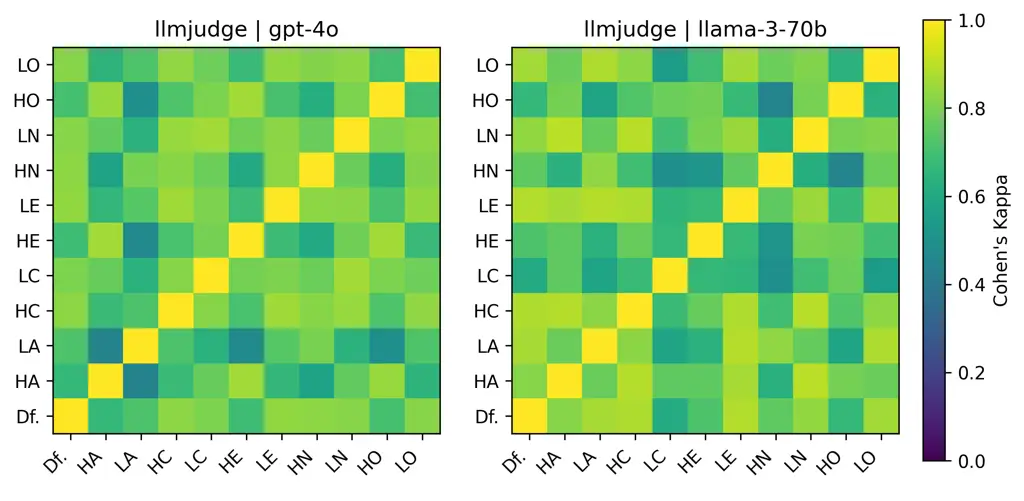 llmjudge | gpt-4o
LO
HO
LN
HN
LE
HE
LC
HC
LA
HA
Df.
Df. HA LA HC LC HE LE HN LN HO LO
llmjudge | llama-3-70b
LO
HO
LN
HN
LE
HE
LC
HC
LA
HA
Df.
Df. HA LA HC LC HE LE HN LN HO LO
1.0
0.8
0.6
0.4
0.2
0.0
Cohen's Kappa